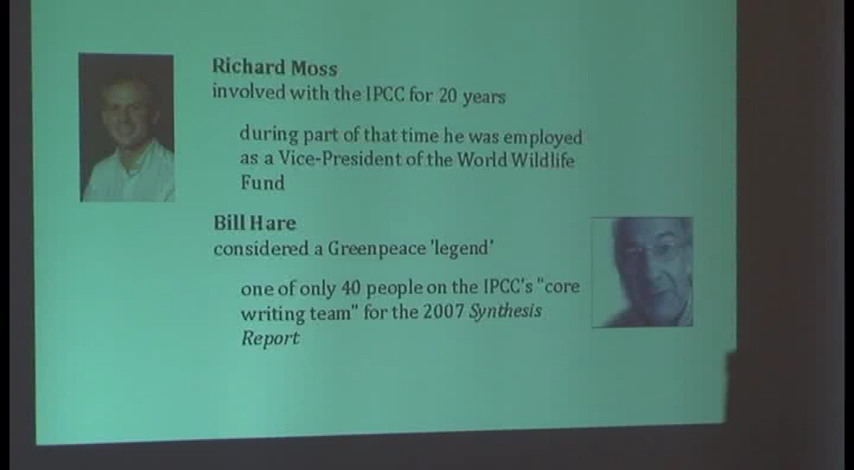 Richard Moss
involved with the IPCC for 20 years
during part of that time he was employed
as a Vice-President of the World Wildlife
Fund
Bill Hare
considered a Greenpeace 'legend'
one of only 40 people on the IPCC's "core
writing team" for the 2007 Synthesis
Report